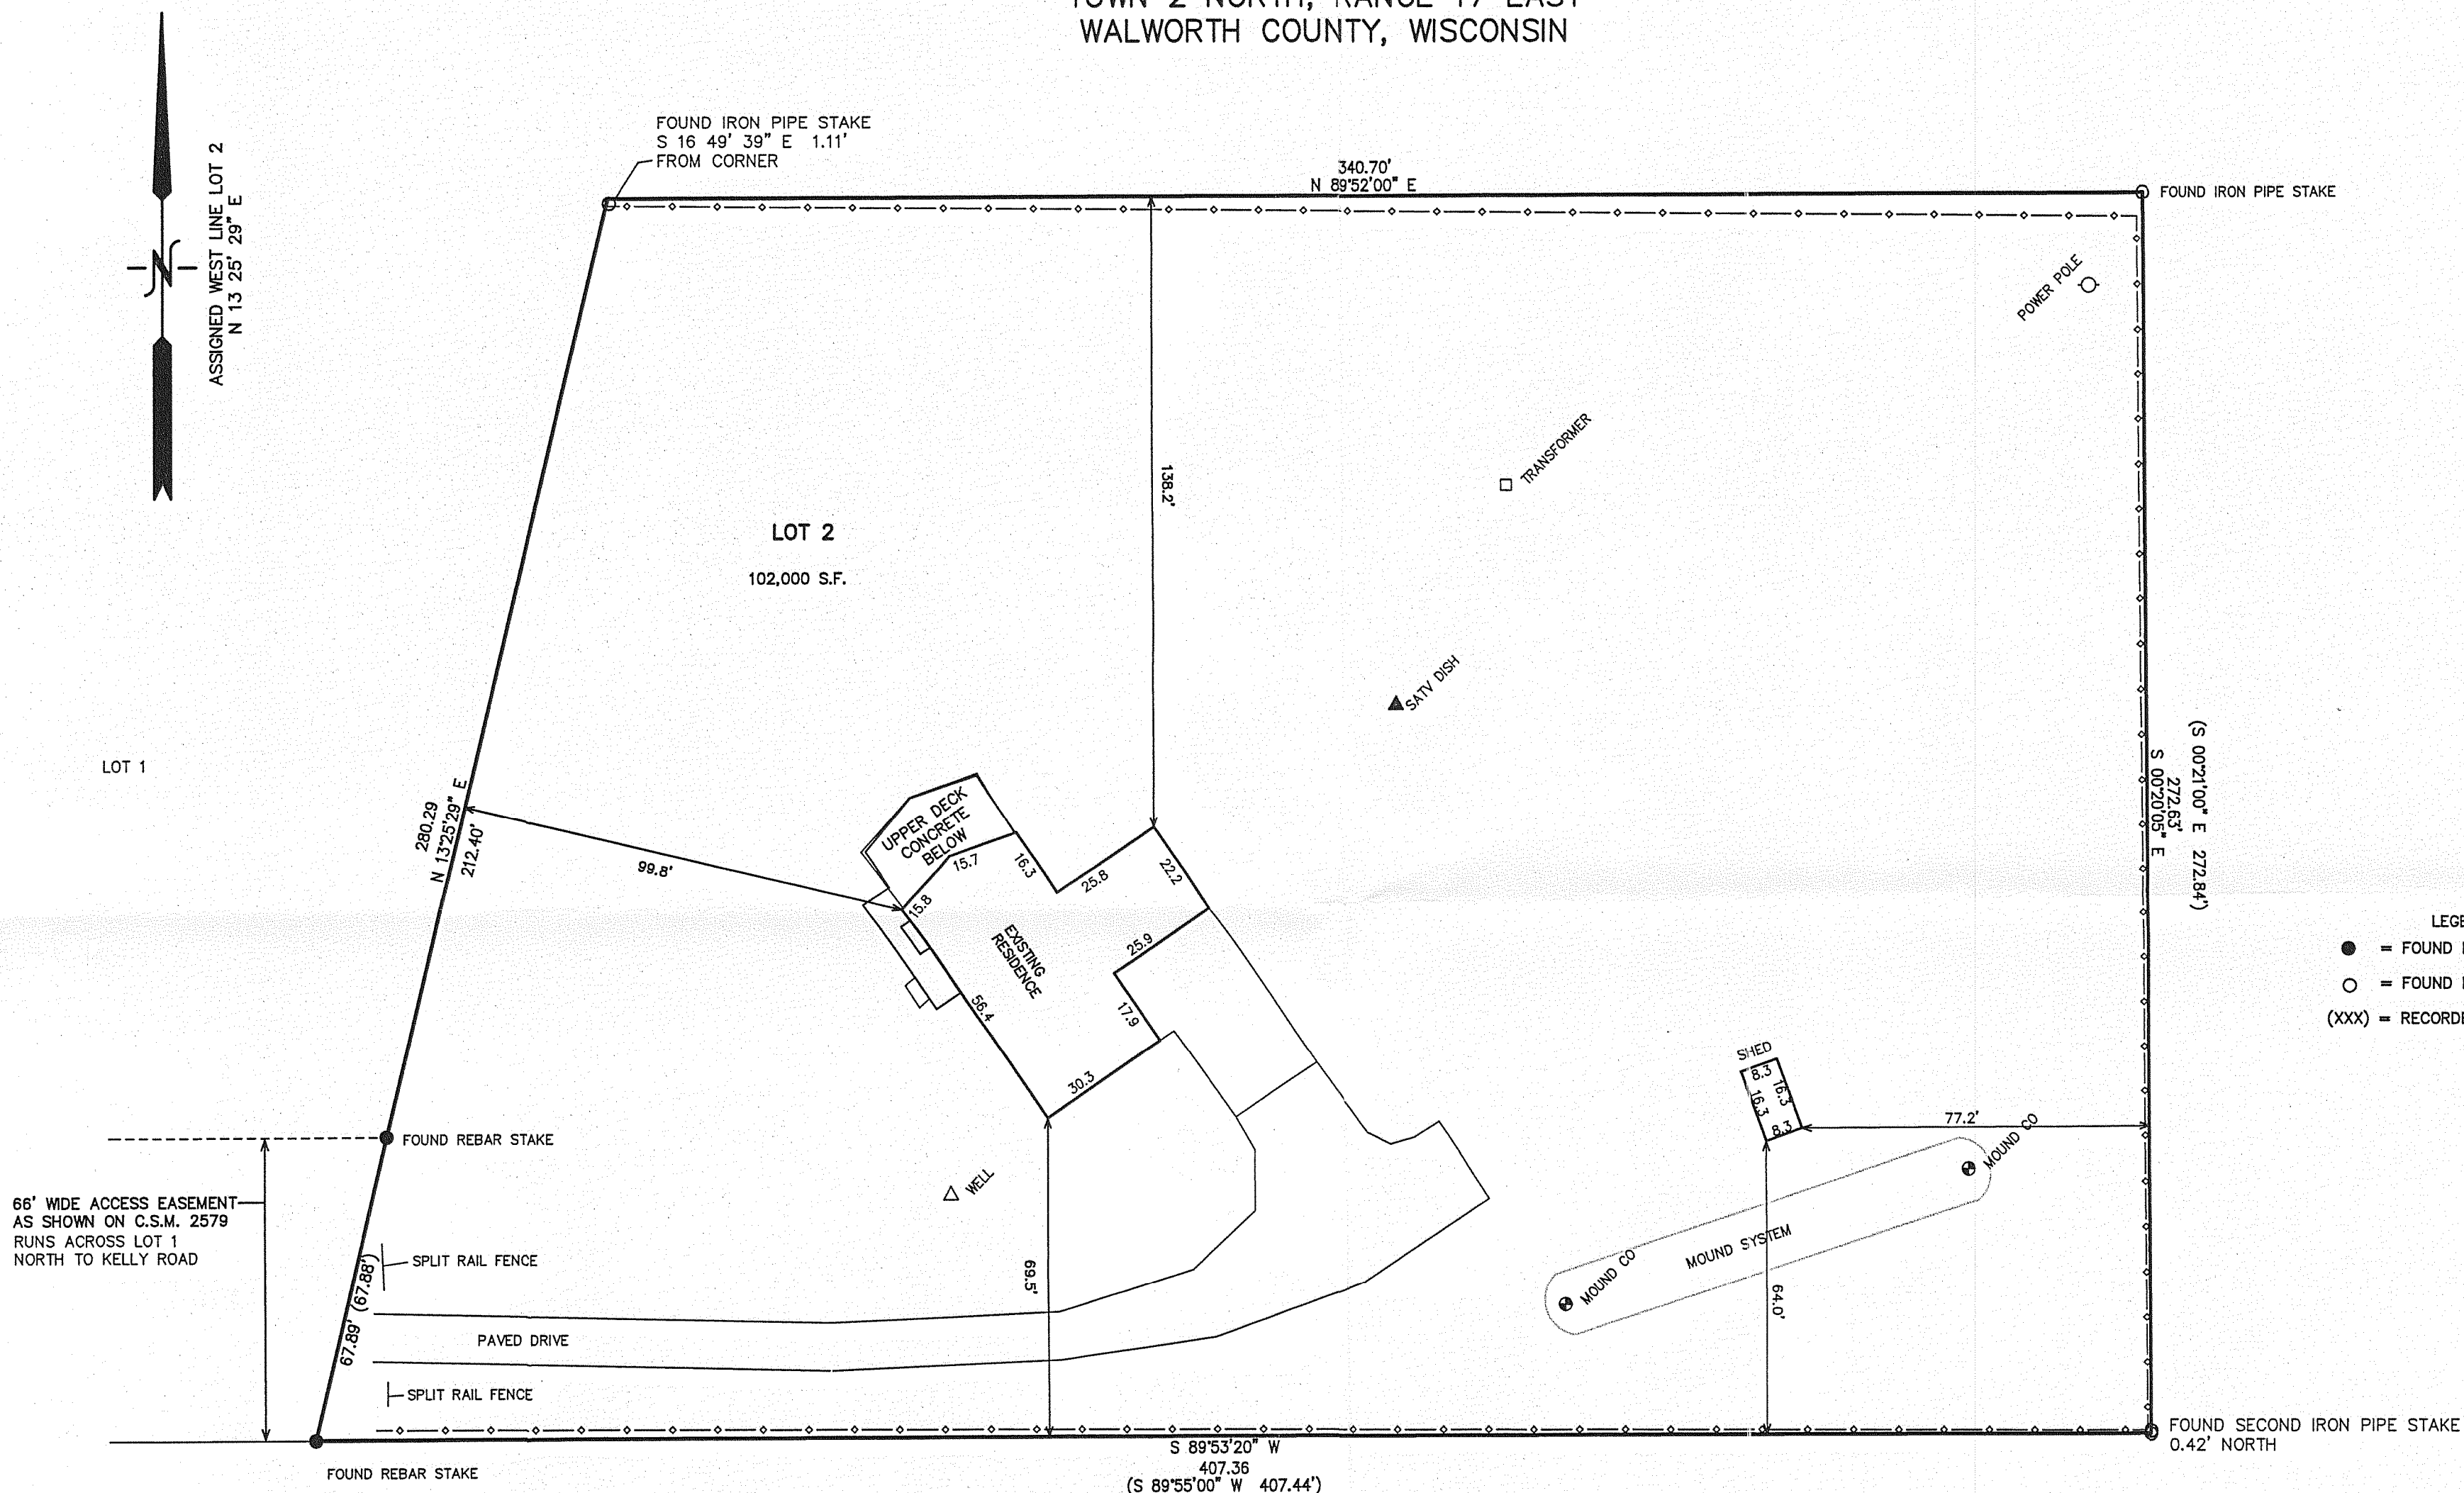 TOWN 2 NORTH, RANGE 17 EAST
WALWORTH COUNTY, WISCONSIN
N
ASSIGNED WEST LINE LOT 2
N 13 25' 29" E
FOUND IRON PIPE STAKE
S 16 49' 39" E 1.11'
FROM CORNER
340.70'
N 89°52'00" E
FOUND IRON PIPE STAKE
POWER POLE
TRANSFORMER
138.2'
LOT 2
102,000 S.F.
SATV DISH
LOT 1
280.29
N 13°25'29" E
212.40'
99.8'
UPPER DECK
CONCRETE
BELOW
15.7
16.3
25.8
22.2
15.8
EXISTING
RESIDENCE
25.9
56.4
17.9
30.3
(S 00°21'00" E 272.84')
272.63'
S 00°20'05" E
● = FOUND
○ = FOUND
(XXX) =
SHED
8.3
16.3
16.3
8.3
77.2'
MOUND CO
MOUND SYSTEM
MOUND CO
64.0'
FOUND REBAR STAKE
66' WIDE ACCESS EASEMENT
AS SHOWN ON C.S.M. 2579
RUNS ACROSS LOT 1
NORTH TO KELLY ROAD
WELL
69.5'
SPLIT RAIL FENCE
(67.88')
67.89'
PAVED DRIVE
SPLIT RAIL FENCE
FOUND REBAR STAKE
S 89°53'20" W
407.36
(S 89°55'00" W 407.44')
FOUND SECOND IRON PIPE STAKE
0.42' NORTH